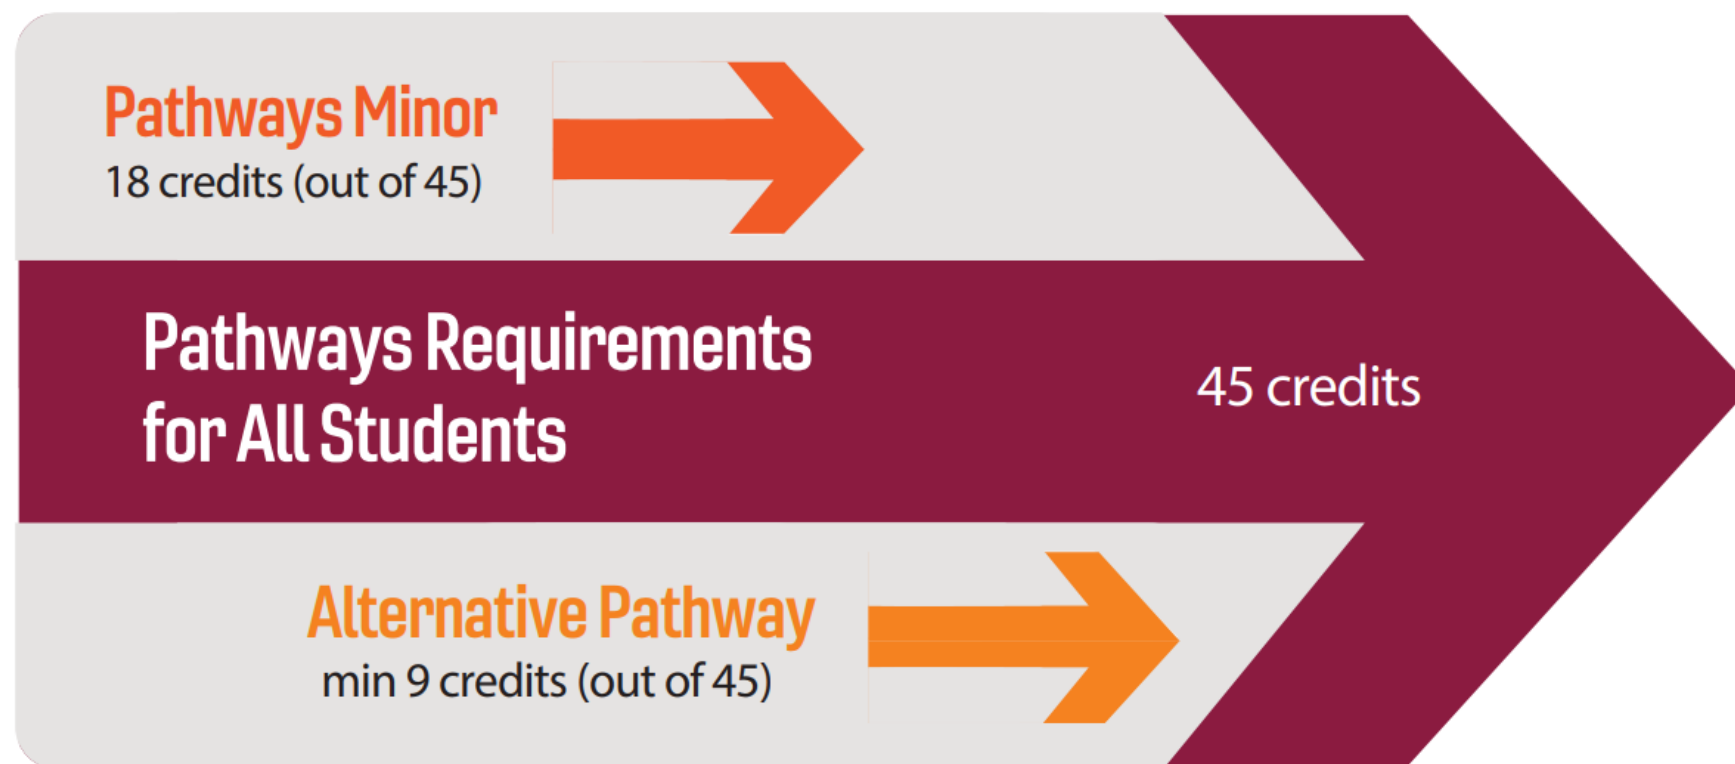 Pathways Minor
18 credits (out of 45)
Pathways Requirements
for All Students
45 credits
Alternative Pathway
min 9 credits (out of 45)